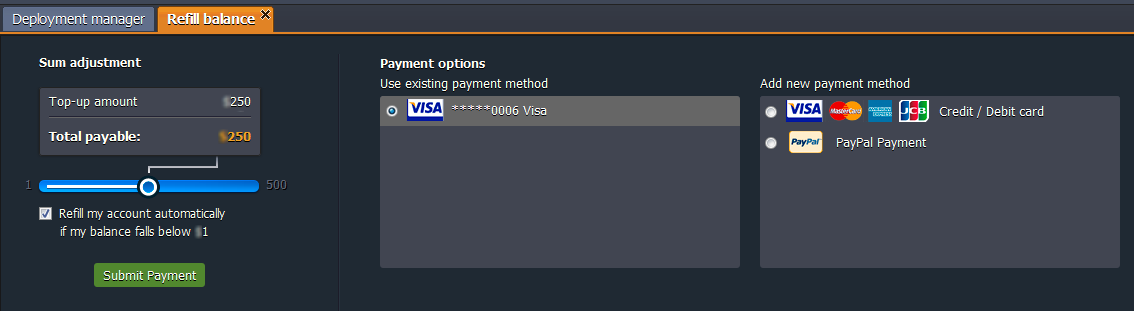 Deployment manager
Refill balance
Sum adjustment
Top-up amount 250
Total payable: 250
1 500
Refill my account automatically
if my balance falls below 1
Submit Payment
Payment options
Use existing payment method
VISA *****0006 Visa
Add new payment method
VISA MasterCard AMERICAN EXPRESS JCB Credit / Debit card
PayPal PayPal Payment